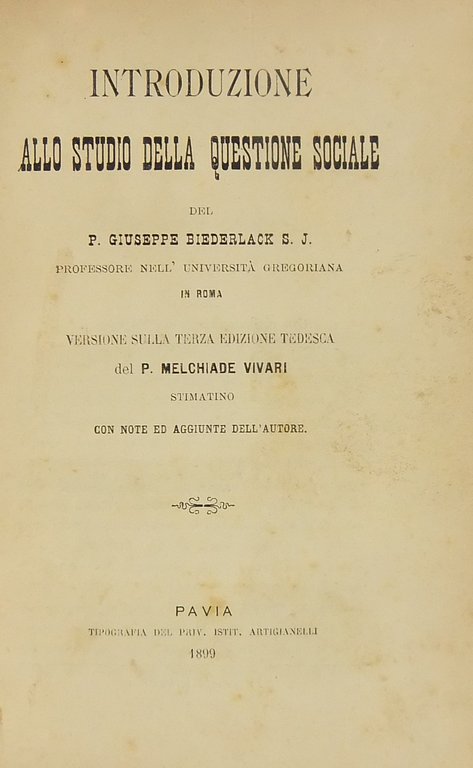 INTRODUZIONE
ALLO STUDIO DELLA QUESTIONE SOCIALE
DEL
P. GIUSEPPE BIEDERLACK S. J.
PROFESSORE NELL' UNIVERSITÀ GREGORIANA
IN ROMA
VERSIONE SULLA TERZA EDIZIONE TEDESCA
del P. MELCHIADE VIVARI
STIMATINO
CON NOTE ED AGGIUNTE DELL'AUTORE.
PAVIA
TIPOGRAFIA DEL PRIV. ISTIT. ARTIGIANELLI
1899